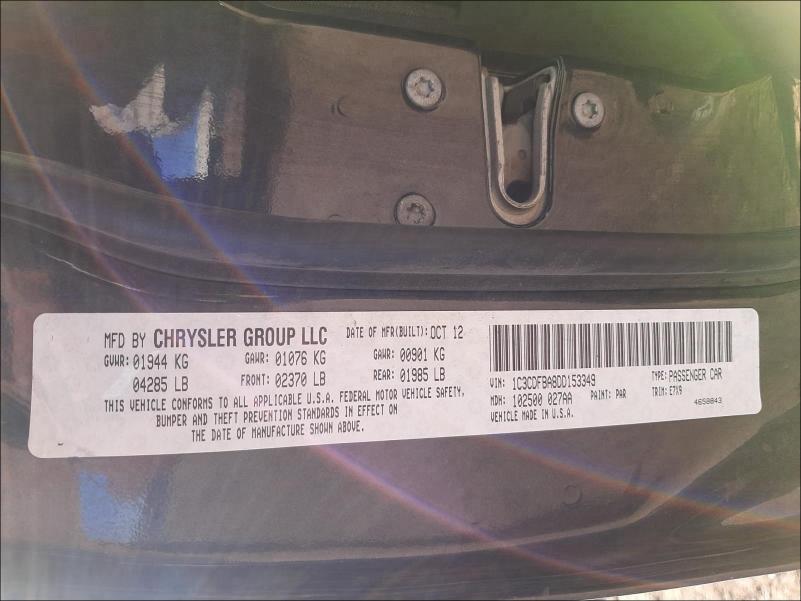 MFD BY CHRYSLER GROUP LLC DATE OF MFR(BUILT): OCT 12
GVWR: 01944 KG GAWR: 01076 KG GAWR: 00901 KG
04285 LB FRONT: 02370 LB REAR: 01985 LB
THIS VEHICLE CONFORMS TO ALL APPLICABLE U.S.A. FEDERAL MOTOR VEHICLE SAFETY,
BUMPER AND THEFT PREVENTION STANDARDS IN EFFECT ON
THE DATE OF MANUFACTURE SHOWN ABOVE.
VIN: 1C3CDFBA8DD153349 TYPE: PASSENGER CAR
MDH: 102500 027AA PAINT: PAR TRIM: E7X9
VEHICLE MADE IN U.S.A. 4658843